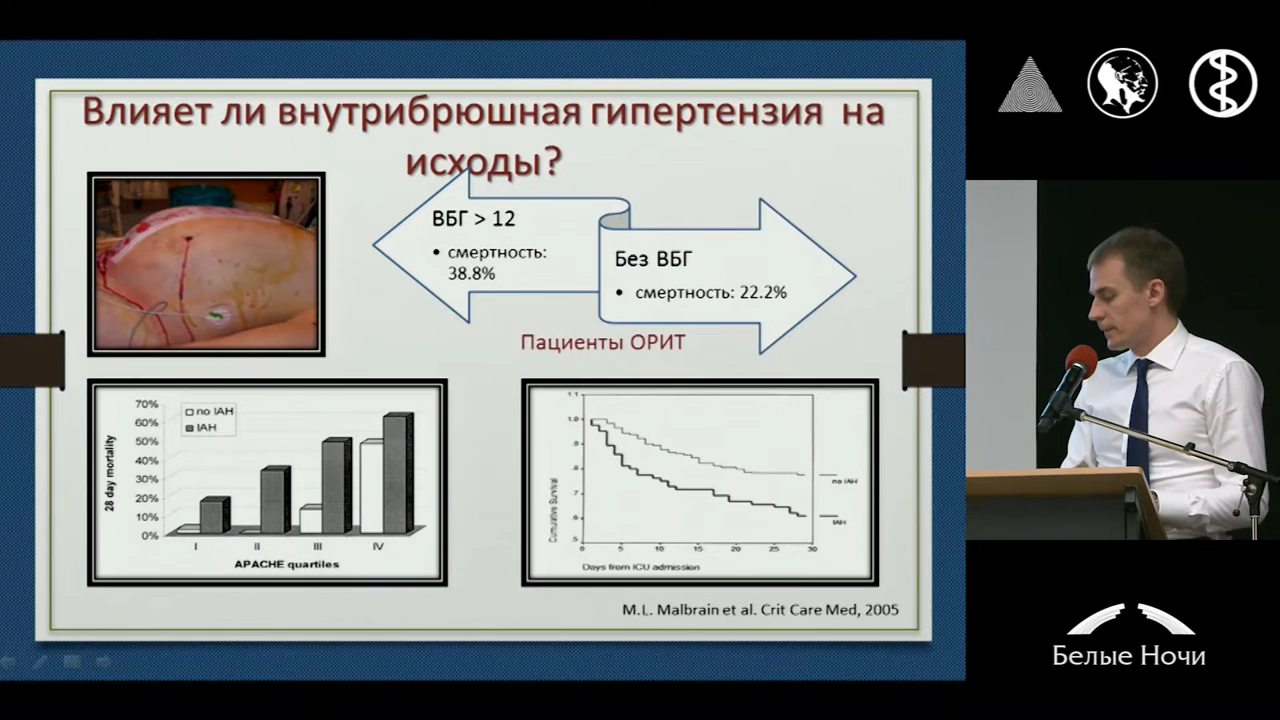 Влияет ли внутрибрюшная гипертензия на
исходы?
ВБГ > 12
• смертность:
38.8%
Без ВБГ
• смертность: 22.2%
Пациенты ОРИТ
70%
60%
50%
40%
30%
20%
10%
0%
28 day mortality
no IAH
IAH
I II III IV
APACHE quartiles
1.1
1.0
.9
.8
.7
.6
.5
Cumulative Survival
no IAH
IAH
0 5 10 15 20 25 30
Days from ICU admission
M.L. Malbrain et al. Crit Care Med, 2005
Белые Ночи